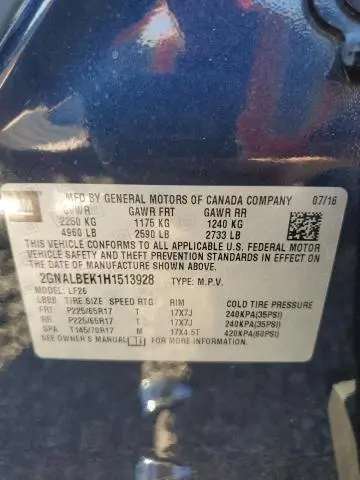 GM
MFD BY GENERAL MOTORS OF CANADA COMPANY 07/16
GVWR GAWR FRT GAWR RR
2250 KG 1175 KG 1240 KG
4960 LB 2590 LB 2733 LB
THIS VEHICLE CONFORMS TO ALL APPLICABLE U.S. FEDERAL MOTOR
VEHICLE SAFETY AND THEFT PREVENTION STANDARDS IN EFFECT
ON THE DATE OF MANUFACTURE SHOWN ABOVE.
2GNALBEK1H1513928 TYPE: M.P.V.
MODEL: LF26
TIRE SIZE SPEED RTG RIM COLD TIRE PRESSURE
FRT P225/65R17 T 17X7J 240KPA(35PSI)
RR P225/65R17 T 17X7J 240KPA(35PSI)
SPA T145/70R17 M 17X4.5T 420KPA(60PSI)
SEE OWNER'S MANUAL FOR MORE INFORMATION.